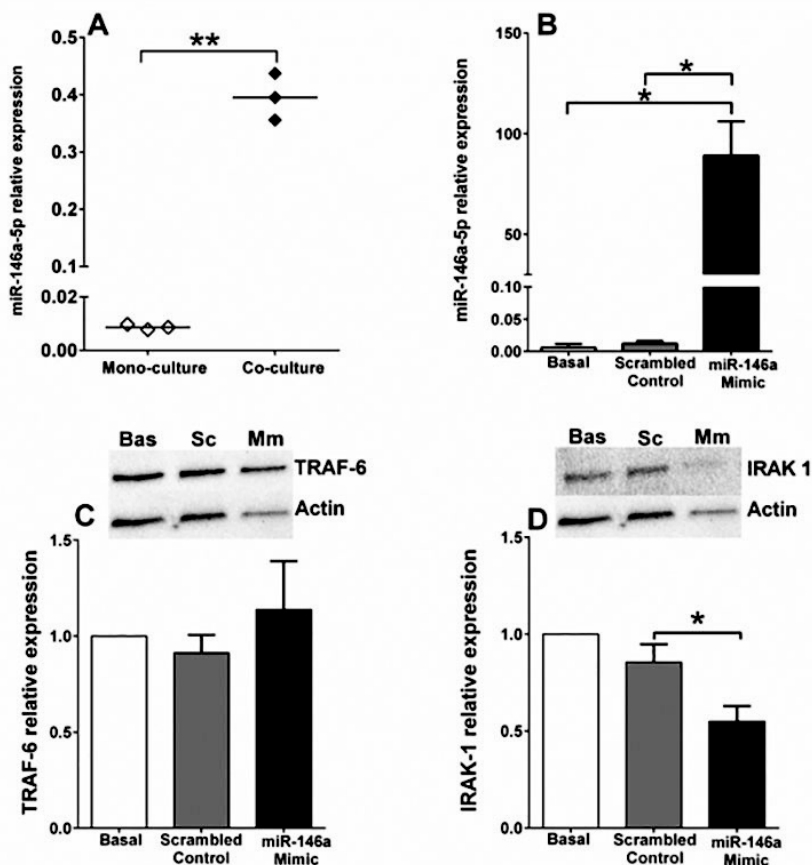 A
miR-146a-5p relative expression
0.5
0.4
0.3
0.2
0.1
0.02
0.00
**
Mono-culture Co-culture
B
miR-146a-5p relative expression
150
100
50
0.10
0.05
0.00
*
*
Basal Scrambled Control miR-146a Mimic
Bas Sc Mm
TRAF-6
Actin
C
TRAF-6 relative expression
1.5
1.0
0.5
0.0
Basal Scrambled Control miR-146a Mimic
Bas Sc Mm
IRAK 1
Actin
D
IRAK-1 relative expression
1.5
1.0
0.5
0.0
*
Basal Scrambled Control miR-146a Mimic